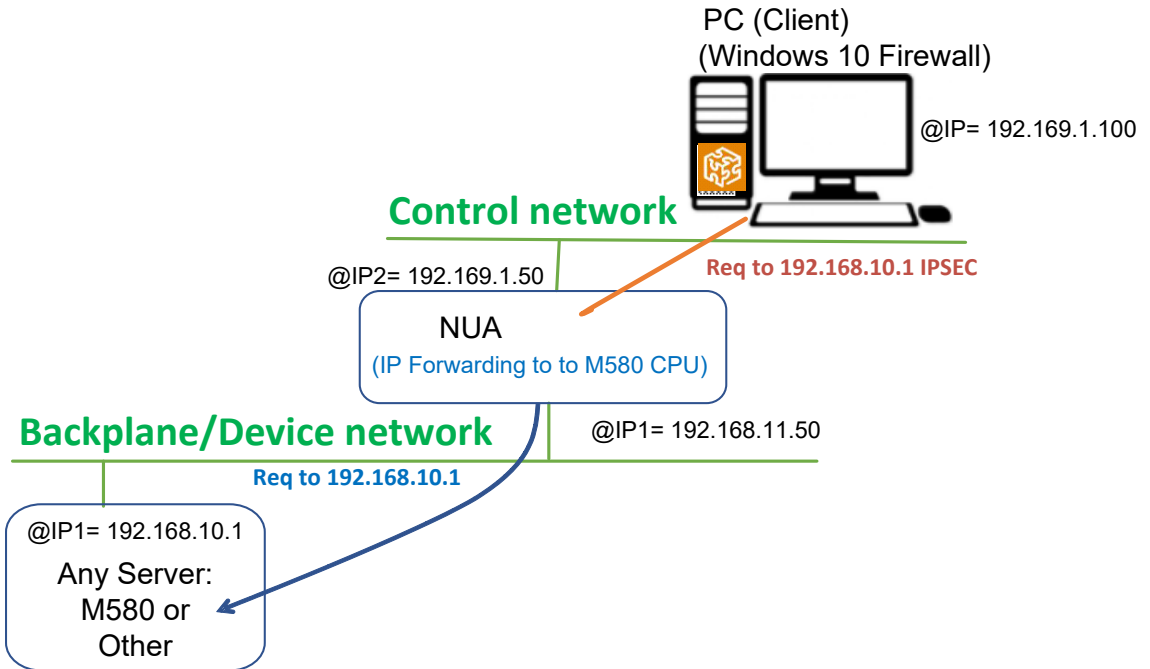 PC (Client)
(Windows 10 Firewall)
@IP= 192.169.1.100
Control network
Req to 192.168.10.1 IPSEC
@IP2= 192.169.1.50
NUA
(IP Forwarding to to M580 CPU)
Backplane/Device network
@IP1= 192.168.11.50
Req to 192.168.10.1
@IP1= 192.168.10.1
Any Server:
M580 or
Other